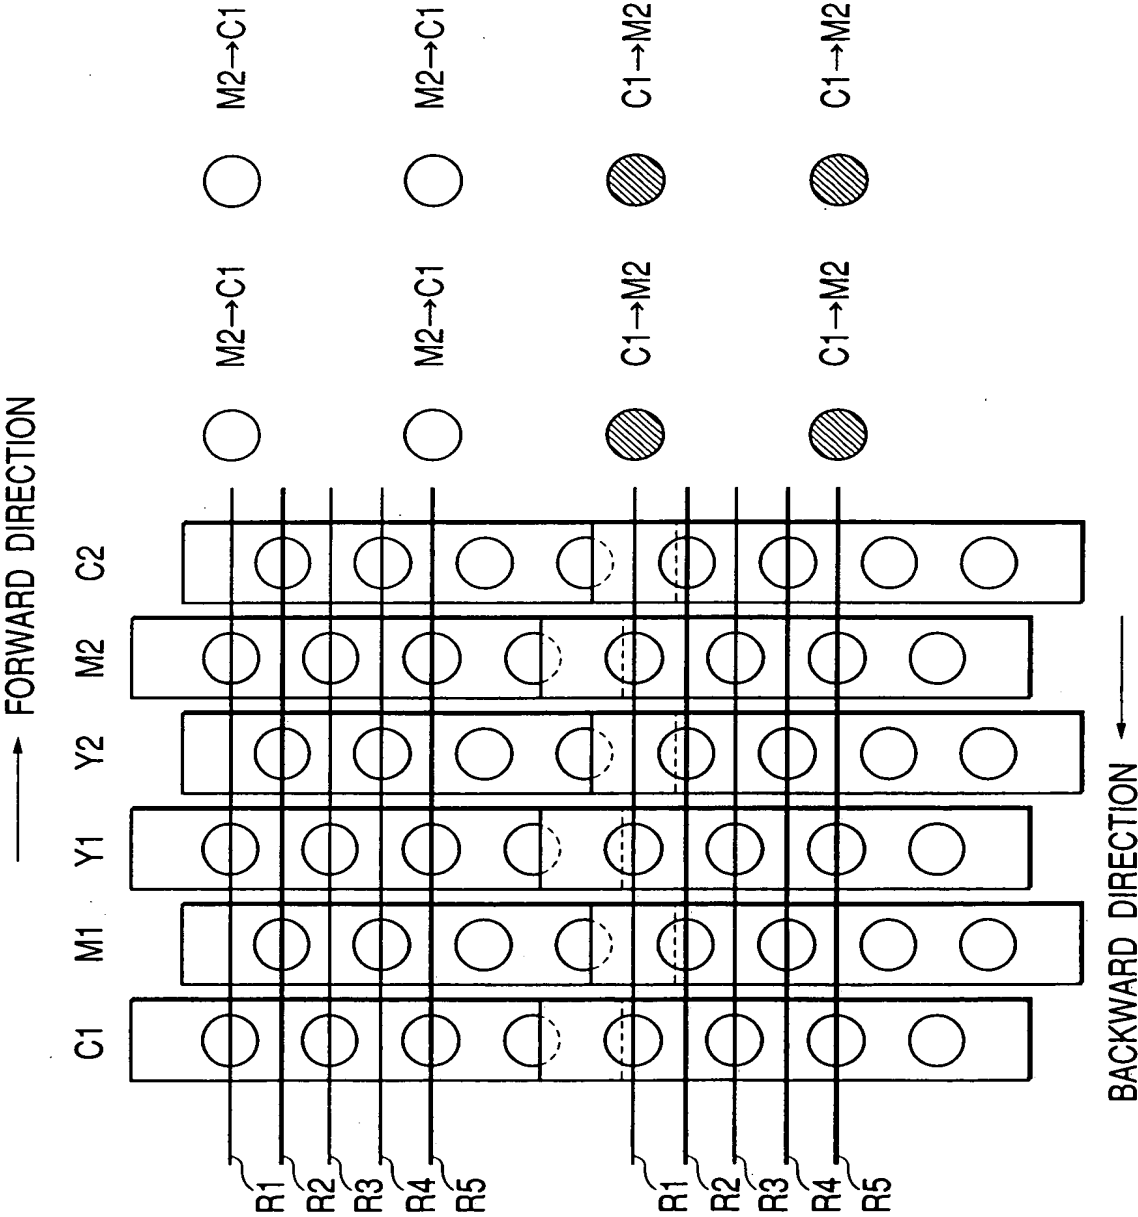 FORWARD DIRECTION
C1 M1 Y1 Y2 M2 C2
M2→C1 M2→C1
M2→C1 M2→C1
C1→M2 C1→M2
C1→M2 C1→M2
R1
R2
R3
R4
R5
R1
R2
R3
R4
R5
BACKWARD DIRECTION